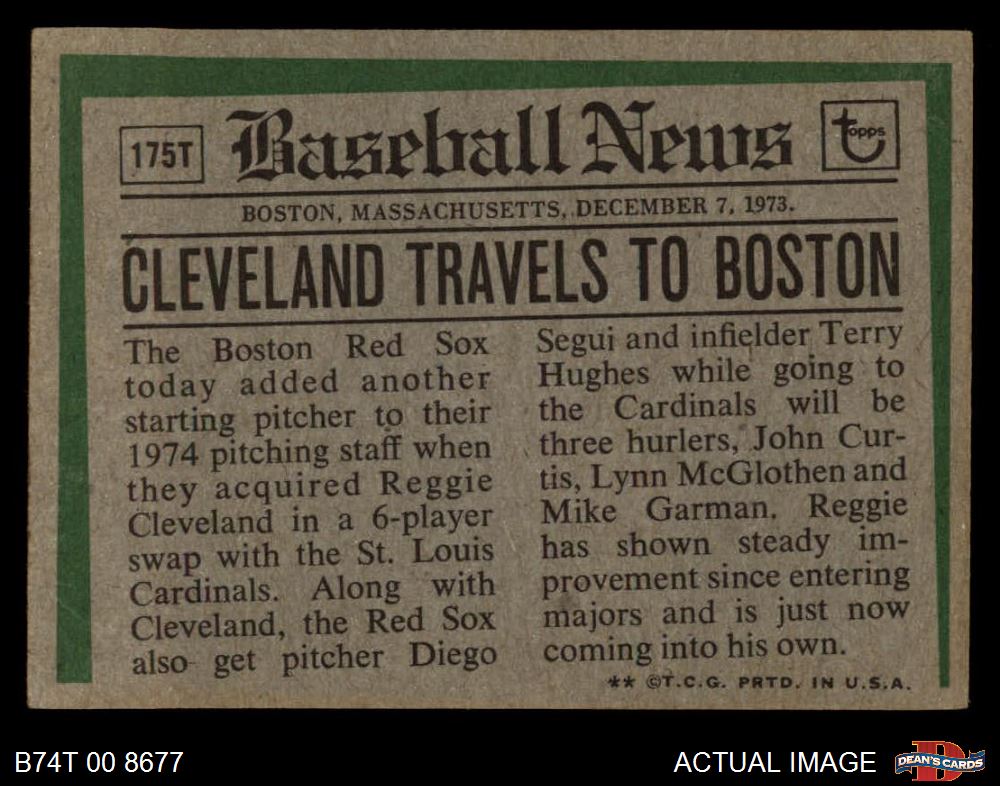 175T
Baseball News
topps
BOSTON, MASSACHUSETTS, DECEMBER 7, 1973.
CLEVELAND TRAVELS TO BOSTON
The Boston Red Sox
today added another
starting pitcher to their
1974 pitching staff when
they acquired Reggie
Cleveland in a 6-player
swap with the St. Louis
Cardinals. Along with
Cleveland, the Red Sox
also get pitcher Diego
Segui and infielder Terry
Hughes while going to
the Cardinals will be
three hurlers, John Cur-
tis, Lynn McGlothen and
Mike Garman. Reggie
has shown steady im-
provement since entering
majors and is just now
coming into his own.
** ©T.C.G. PRTD. IN U.S.A.
B74T 00 8677
ACTUAL IMAGE
D
DEAN'S CARDS